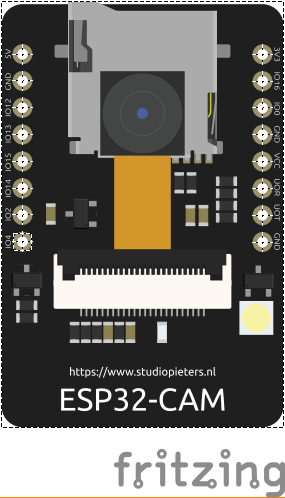 5V
GND
IO12
IO13
IO15
IO14
IO2
IO4
3V3
IO16
IO0
GND
VCC
UOR
UOT
GND
https://www.studiopieters.nl
ESP32-CAM
fritzing